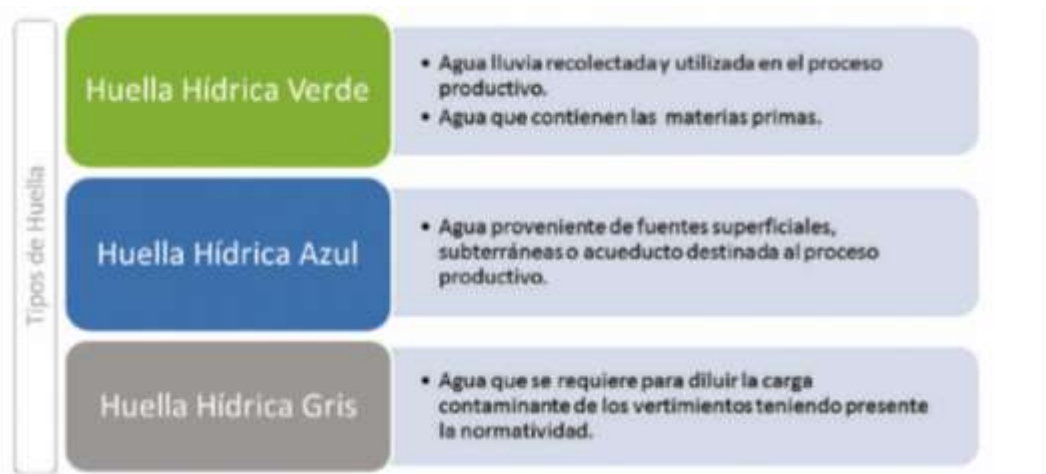 Tipos de Huella
Huella Hídrica Verde
• Agua lluvia recolectada y utilizada en el proceso
productivo.
• Agua que contienen las materias primas.
Huella Hídrica Azul
• Agua proveniente de fuentes superficiales,
subterráneas o acueducto destinada al proceso
productivo.
Huella Hídrica Gris
• Agua que se requiere para diluir la carga
contaminante de los vertimientos teniendo presente
la normatividad.